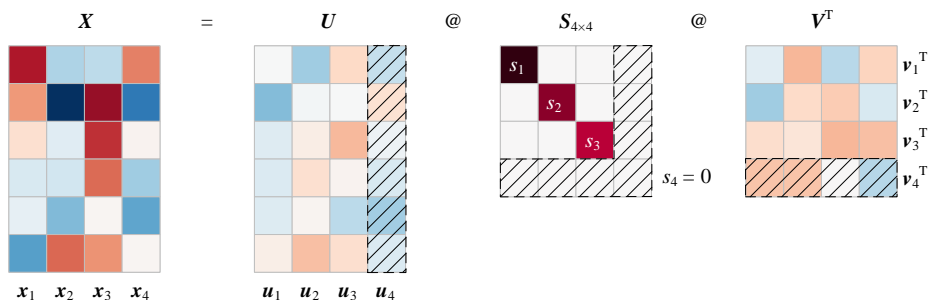 X = U @ S₄×₄ @ Vᵀ
s₁ v₁ᵀ
s₂ v₂ᵀ
s₃ v₃ᵀ
s₄ = 0 v₄ᵀ
x₁ x₂ x₃ x₄ u₁ u₂ u₃ u₄